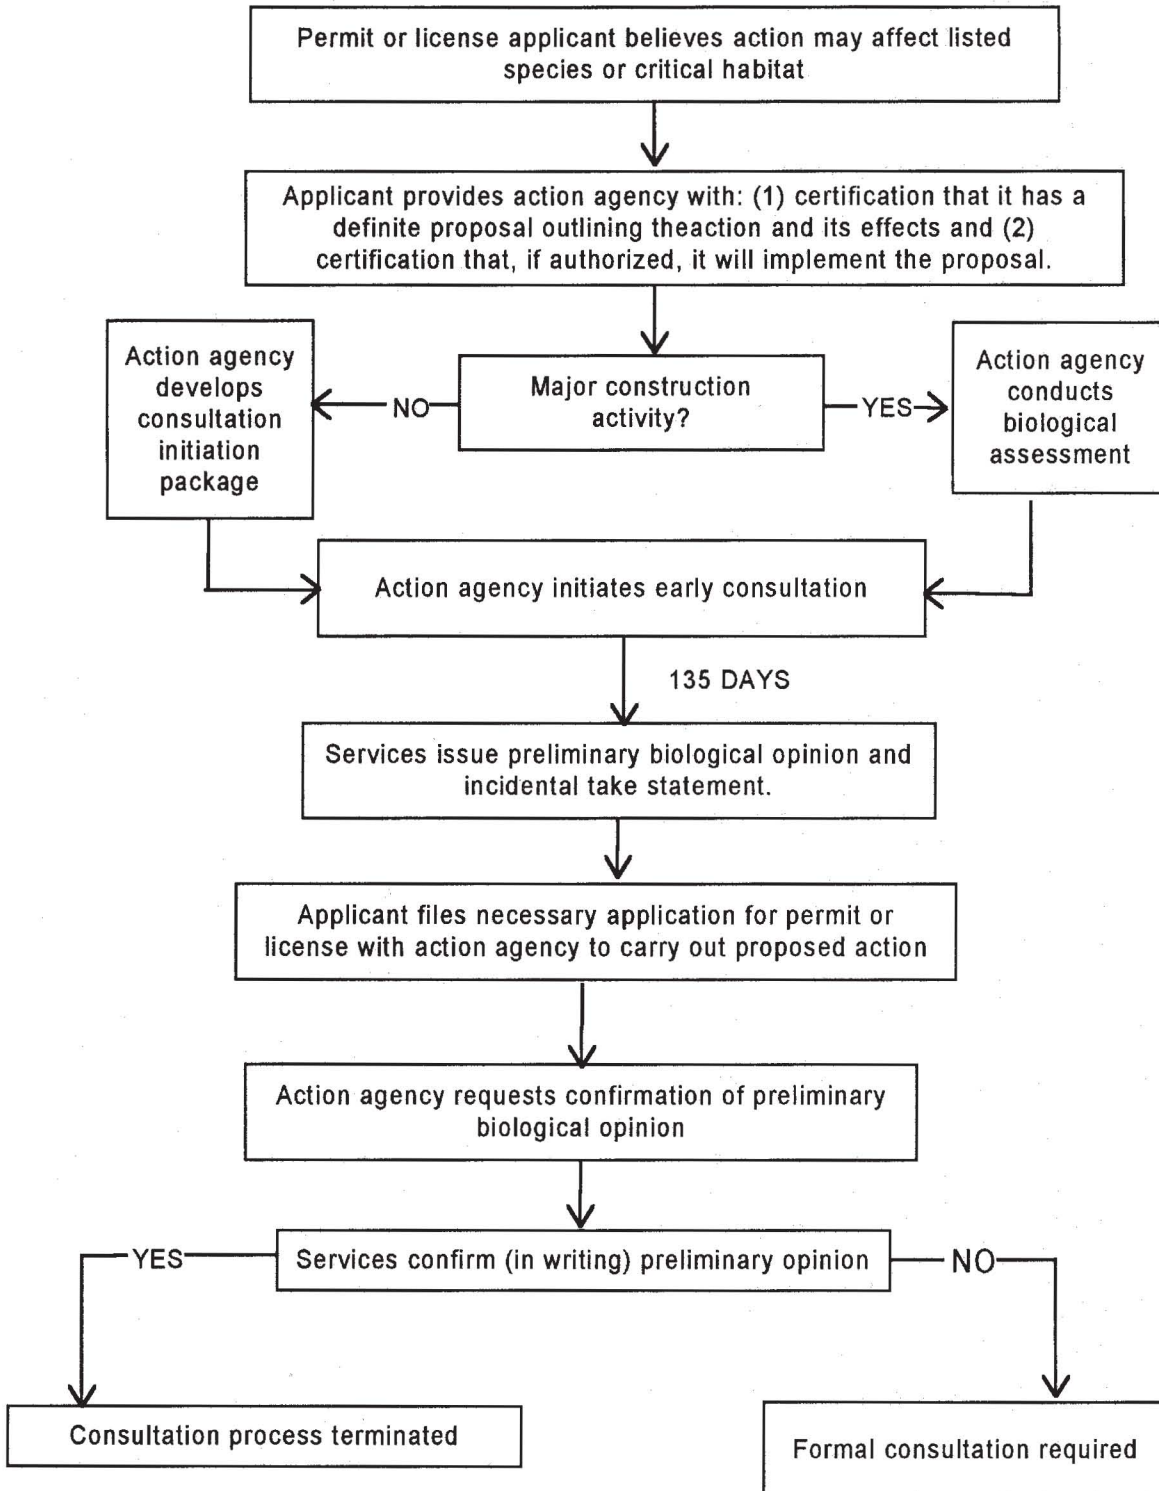 Permit or license applicant believes action may affect listed
species or critical habitat
Applicant provides action agency with: (1) certification that it has a
definite proposal outlining theaction and its effects and (2)
certification that, if authorized, it will implement the proposal.
Major construction
activity?
NO
YES
Action agency
develops
consultation
initiation
package
Action agency
conducts
biological
assessment
Action agency initiates early consultation
135 DAYS
Services issue preliminary biological opinion and
incidental take statement.
Applicant files necessary application for permit or
license with action agency to carry out proposed action
Action agency requests confirmation of preliminary
biological opinion
Services confirm (in writing) preliminary opinion
YES
NO
Consultation process terminated
Formal consultation required